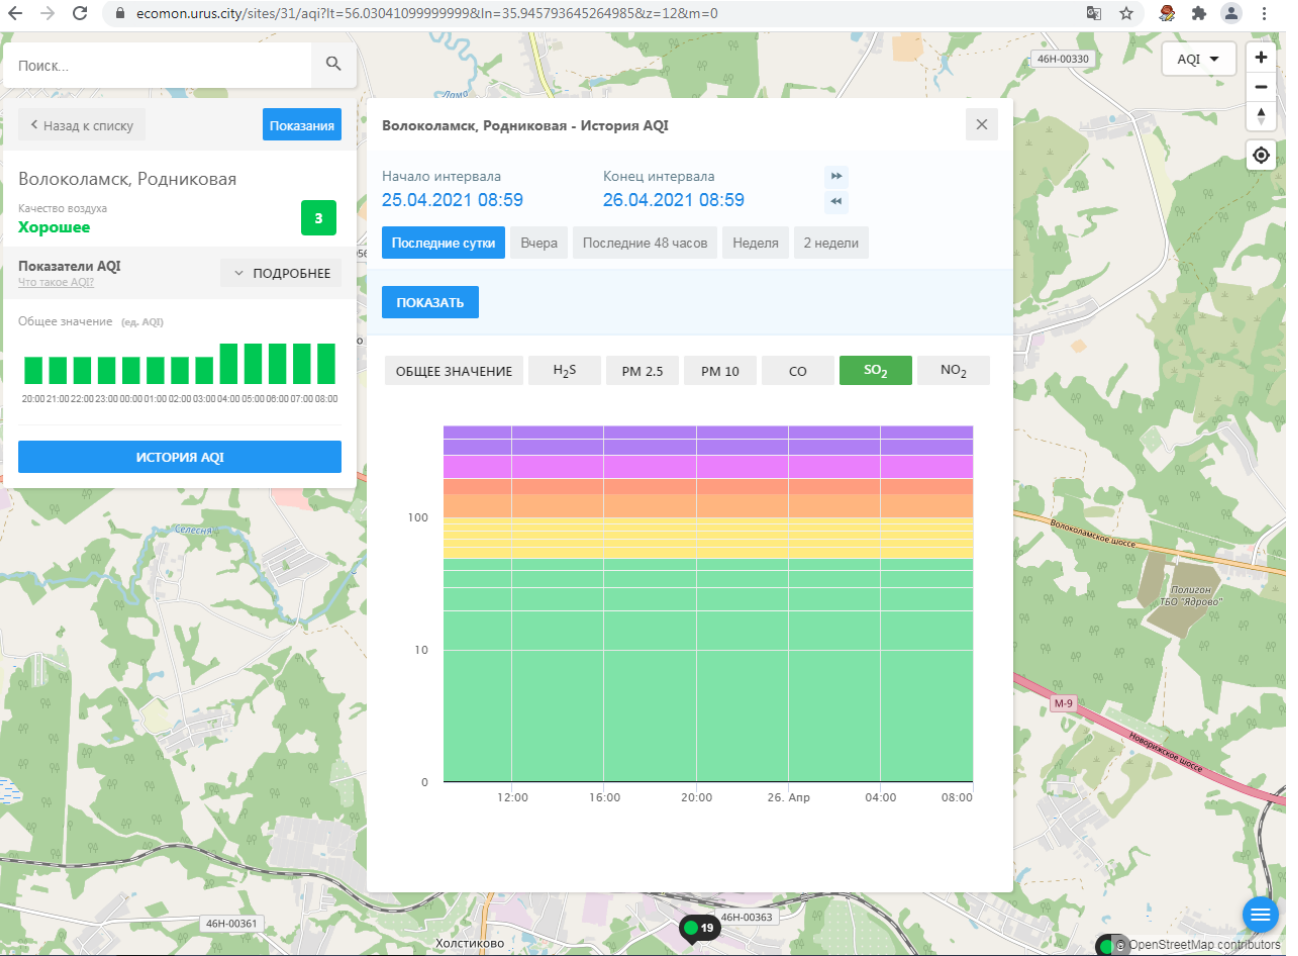 ecomon.urus.city/sites/31/aqi?lt=56.03041099999999&ln=35.945793645264985&z=12&m=0
Поиск...
46Н-00330
AQI
Лама
Назад к списку
Показания
Волоколамск, Родниковая - История AQI
Волоколамск, Родниковая
Качество воздуха
Хорошее
3
Начало интервала
Конец интервала
25.04.2021 08:59
26.04.2021 08:59
Последние сутки
Вчера
Последние 48 часов
Неделя
2 недели
Показатели AQI
Что такое AQI?
ПОДРОБНЕЕ
ПОКАЗАТЬ
Общее значение (ед. AQI)
20:00 21:00 22:00 23:00 00:00 01:00 02:00 03:00 04:00 05:00 06:00 07:00 08:00
ИСТОРИЯ AQI
ОБЩЕЕ ЗНАЧЕНИЕ
H2S
PM 2.5
PM 10
CO
SO2
NO2
100
10
0
12:00
16:00
20:00
26. Апр
04:00
08:00
Селесня
Волоколамское шоссе
Полигон
ТБО "Ядрово"
М-9
Новорижское шоссе
46Н-00361
46Н-00363
19
Холстиково
© OpenStreetMap contributors